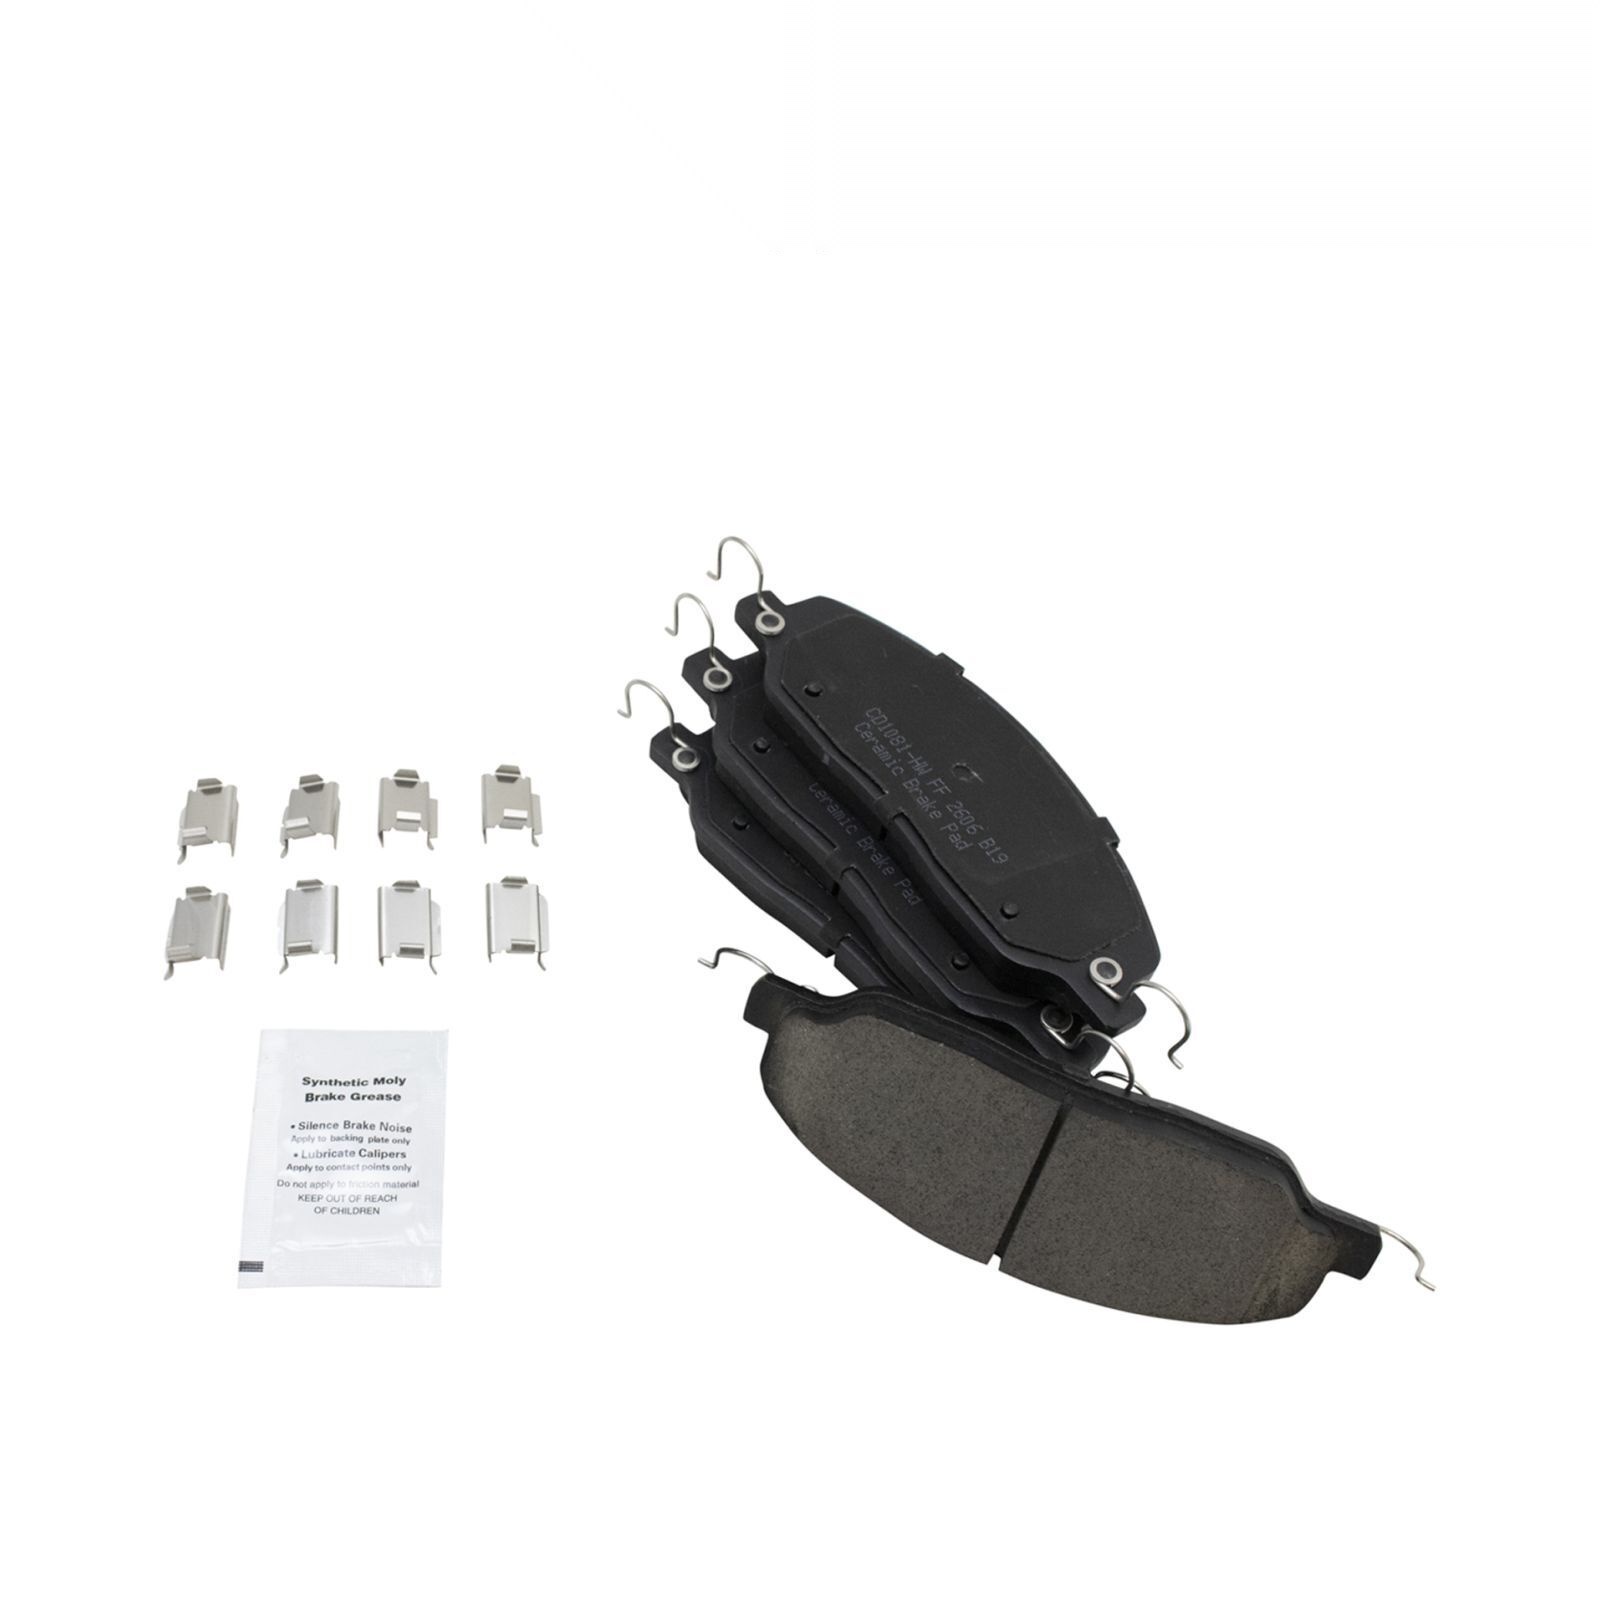 CD1081-HW FF 2606 B19
Ceramic Brake Pad
Ceramic Brake Pad
Synthetic Moly
Brake Grease
• Silence Brake Noise
Apply to backing plate only
• Lubricate Calipers
Apply to contact points only
Do not apply to friction material
KEEP OUT OF REACH
OF CHILDREN